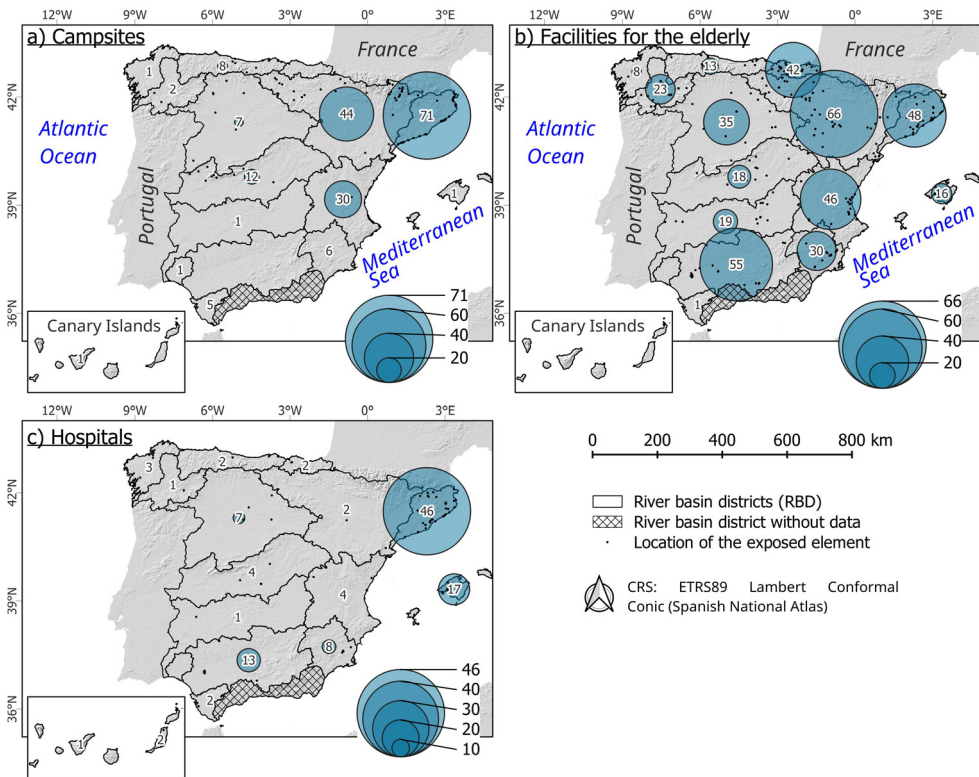 12°W 9°W 6°W 3°W 0° 3°E
a) Campsites
France
Atlantic
Ocean
Portugal
Mediterranean
Sea
42°N
39°N
36°N
1
8
2
7
44
71
12
30
1
1
6
1
5
71
60
40
20
Canary Islands
1
12°W 9°W 6°W 3°W 0° 3°E
b) Facilities for the elderly
France
Atlantic
Ocean
Portugal
Mediterranean
Sea
42°N
39°N
36°N
8
13
42
23
35
66
48
18
46
16
19
30
55
1
66
60
40
20
Canary Islands
12°W 9°W 6°W 3°W 0° 3°E
c) Hospitals
42°N
39°N
36°N
3
2
2
1
7
2
46
4
17
4
1
13
8
2
46
40
30
20
10
1
2
0 200 400 600 800 km
River basin districts (RBD)
River basin district without data
Location of the exposed element
CRS: ETRS89 Lambert Conformal
Conic (Spanish National Atlas)